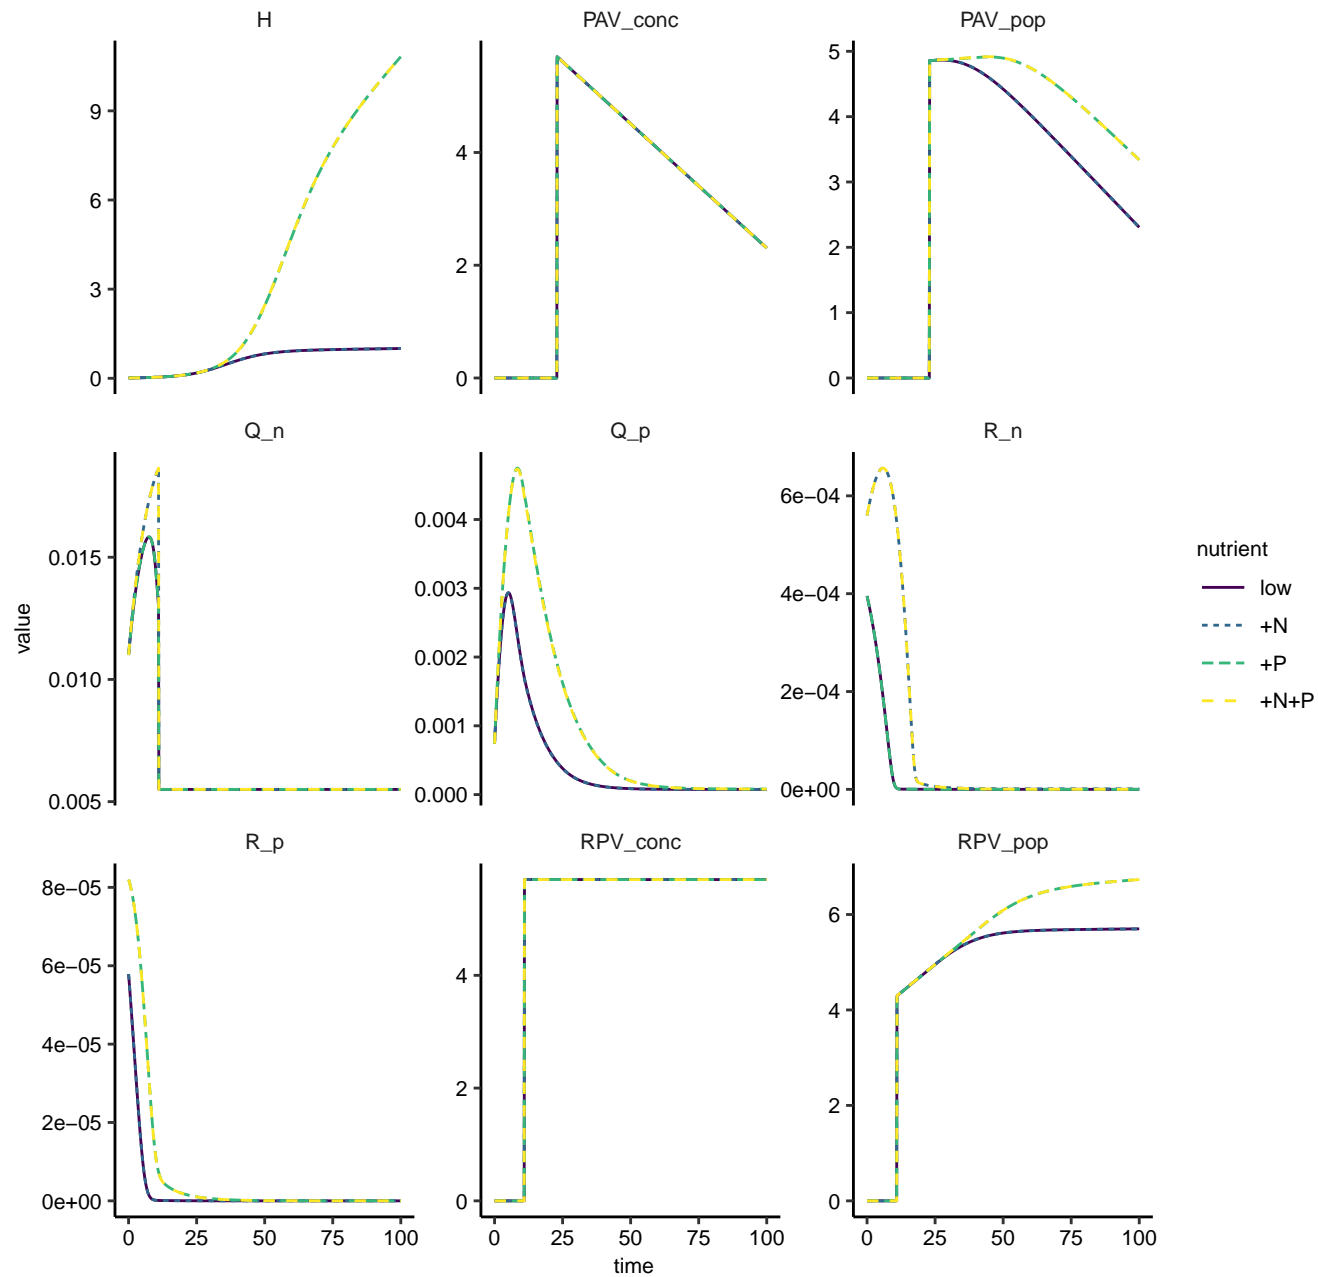 H
PAV_conc
PAV_pop
9
6
3
0
4
2
0
5
4
3
2
1
0
Q_n
Q_p
R_n
0.015
0.010
0.005
0.004
0.003
0.002
0.001
0.000
6e−04
4e−04
2e−04
0e+00
R_p
RPV_conc
RPV_pop
8e−05
6e−05
4e−05
2e−05
0e+00
4
2
0
6
4
2
0
0 25 50 75 100
0 25 50 75 100
0 25 50 75 100
time
value
nutrient
low
+N
+P
+N+P